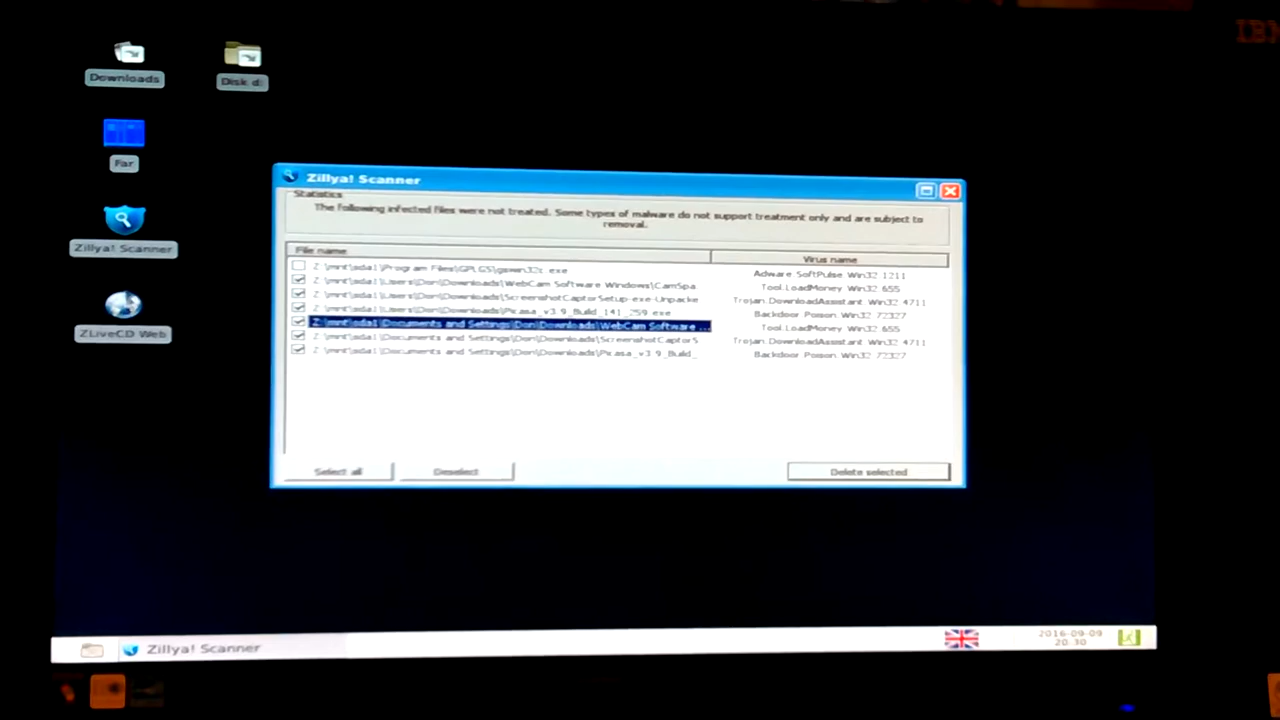 IBM
Downloads
Disk d:
Far
Zillya! Scanner
ZLiveCD Web
Zillya! Scanner
Statistics
The following infected files were not treated. Some types of malware do not support treatment only and are subject to
removal.
File name
Virus name
Z:\mnt\sda1\Program Files\GPLGS\gswin32c.exe
Adware.SoftPulse.Win32.1211
Z:\mnt\sda1\Users\Don\Downloads\WebCam Software Windows\CamSpa
Tool.LoadMoney.Win32.655
Z:\mnt\sda1\Users\Don\Downloads\ScreenshotCaptorSetup-exe-Unpacke
Trojan.DownloadAssistant.Win32.4711
Z:\mnt\sda1\Users\Don\Downloads\Picasa_v3.9_Build_141_259.exe
Backdoor.Poison.Win32.72327
Z:\mnt\sda1\Documents and Settings\Don\Downloads\WebCam Software ...
Tool.LoadMoney.Win32.655
Z:\mnt\sda1\Documents and Settings\Don\Downloads\ScreenshotCaptorS
Trojan.DownloadAssistant.Win32.4711
Z:\mnt\sda1\Documents and Settings\Don\Downloads\Picasa_v3.9_Build_
Backdoor.Poison.Win32.72327
Select all
Deselect
Delete selected
Zillya! Scanner
2016-09-09
20:30